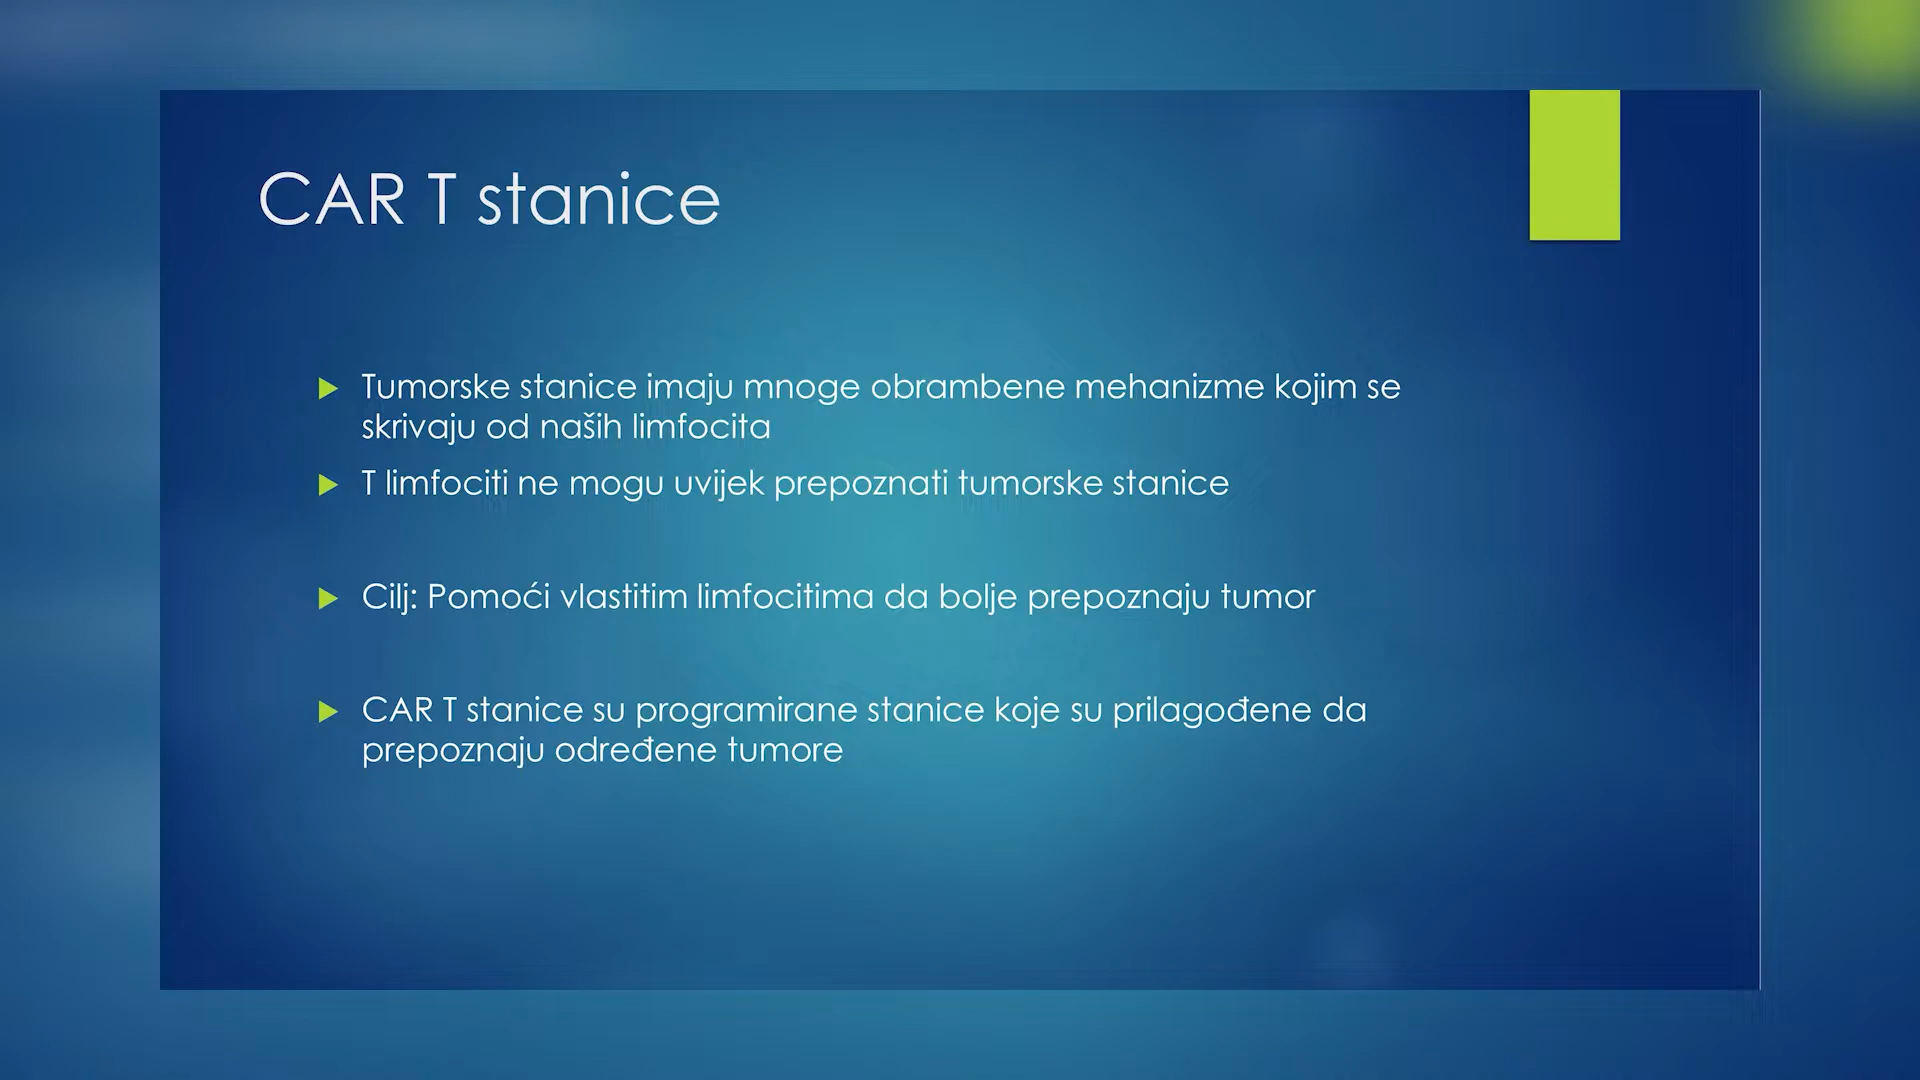 CAR T stanice
Tumorske stanice imaju mnoge obrambene mehanizme kojim se
skrivaju od naših limfocita
T limfociti ne mogu uvijek prepoznati tumorske stanice
Cilj: Pomoći vlastitim limfocitima da bolje prepoznaju tumor
CAR T stanice su programirane stanice koje su prilagođene da
prepoznaju određene tumore